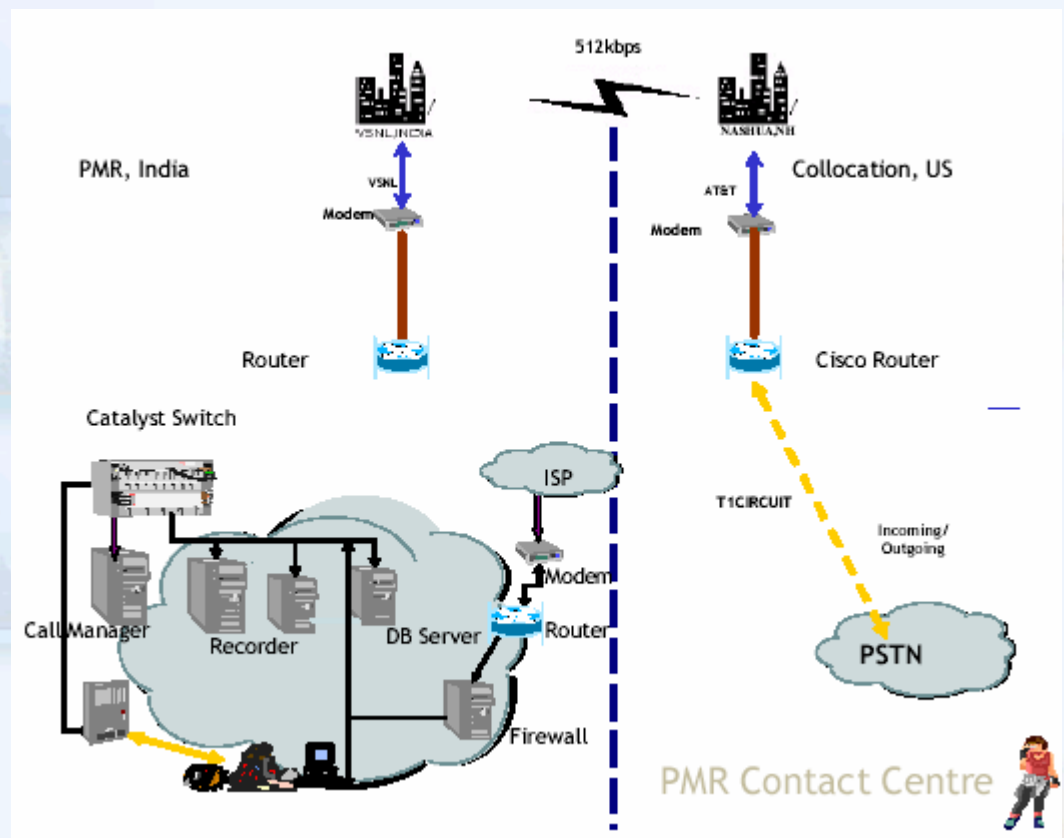 512kbps
VSNL,INDIA
NASHUA,NH
PMR, India
Collocation, US
VSNL
AT&T
Modem
Modem
Router
Cisco Router
Catalyst Switch
ISP
T1CIRCUIT
Incoming/
Outgoing
Modem
Call Manager
Recorder
DB Server
Router
PSTN
Firewall
PMR Contact Centre